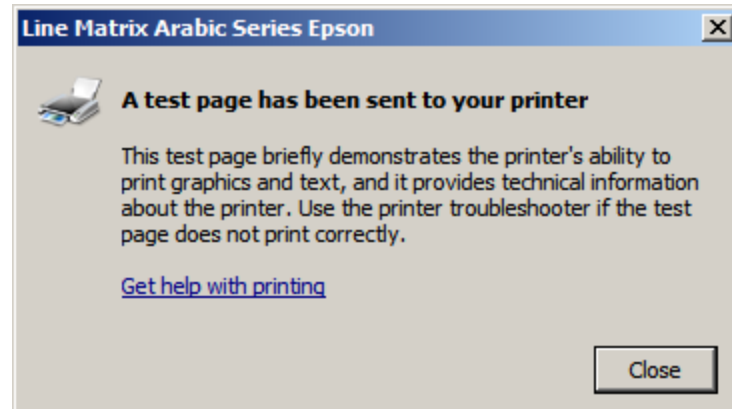 Line Matrix Arabic Series Epson
A test page has been sent to your printer
This test page briefly demonstrates the printer's ability to
print graphics and text, and it provides technical information
about the printer. Use the printer troubleshooter if the test
page does not print correctly.
Get help with printing
Close